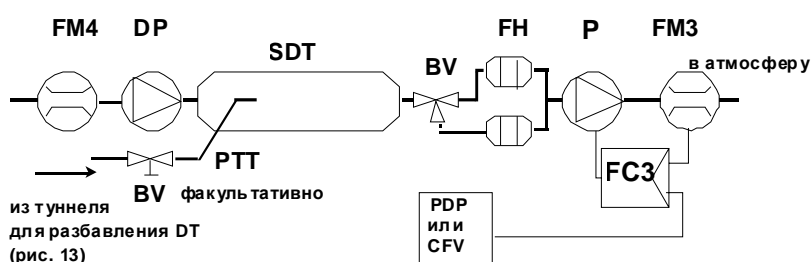 FM4 DP SDT BV FH P FM3
в атмосферу
PTT
BV факультативно
FC3
из туннеля
для разбавления DT
(рис. 13)
PDP
или
CFV